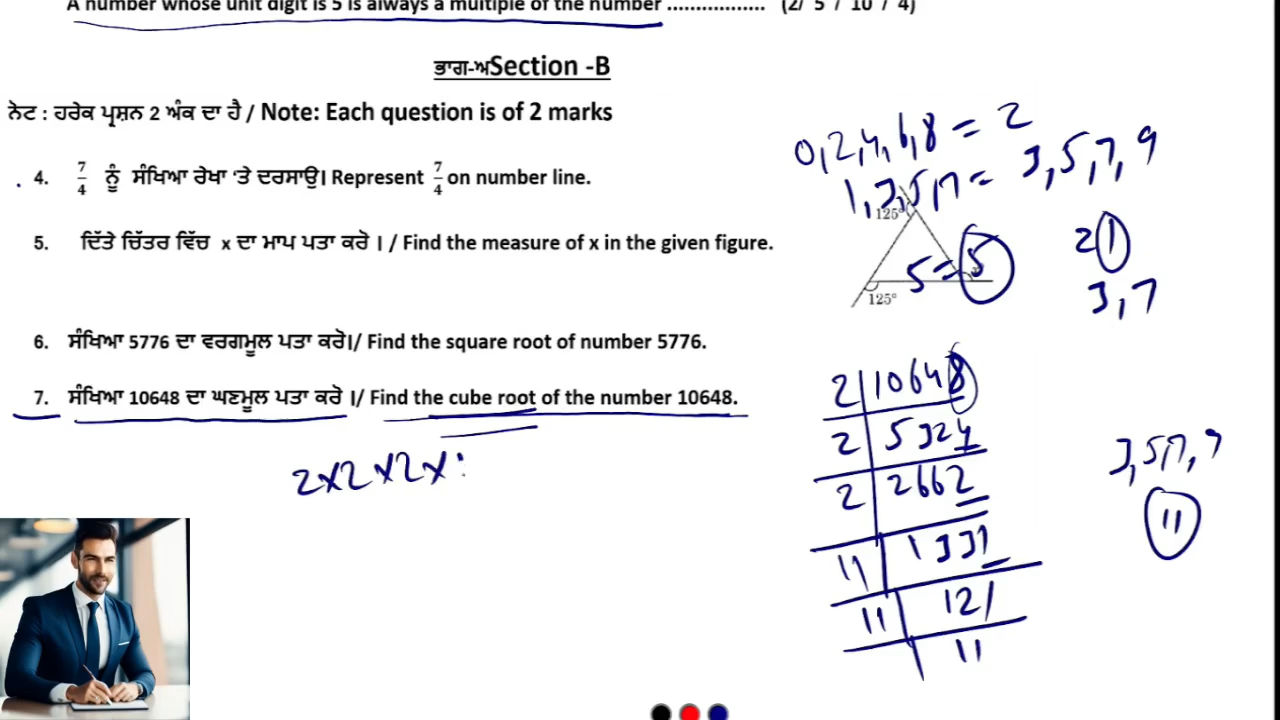 A number whose unit digit is 5 is always a multiple of the number ................. (2/ 5 / 10 / 4)
ਭਾਗ-ਅSection -B
ਨੋਟ : ਹਰੇਕ ਪ੍ਰਸ਼ਨ 2 ਅੰਕ ਦਾ ਹੈ / Note: Each question is of 2 marks
0,2,4,6,8 = 2
1,3,5,7 = 3,5,7,9
4. 7/4 ਨੂੰ ਸੰਖਿਆ ਰੇਖਾ 'ਤੇ ਦਰਸਾਉ। Represent 7/4 on number line.
125°
5. ਦਿੱਤੇ ਚਿੱਤਰ ਵਿੱਚ x ਦਾ ਮਾਪ ਪਤਾ ਕਰੋ । / Find the measure of x in the given figure.
21
5=5
125°
3,7
6. ਸੰਖਿਆ 5776 ਦਾ ਵਰਗਮੂਲ ਪਤਾ ਕਰੋ।/ Find the square root of number 5776.
7. ਸੰਖਿਆ 10648 ਦਾ ਘਣਮੂਲ ਪਤਾ ਕਰੋ ।/ Find the cube root of the number 10648.
2×2×2×
2 10648
2 5324
2 2662
11 1331
11 121
11
3,5,7,9
11